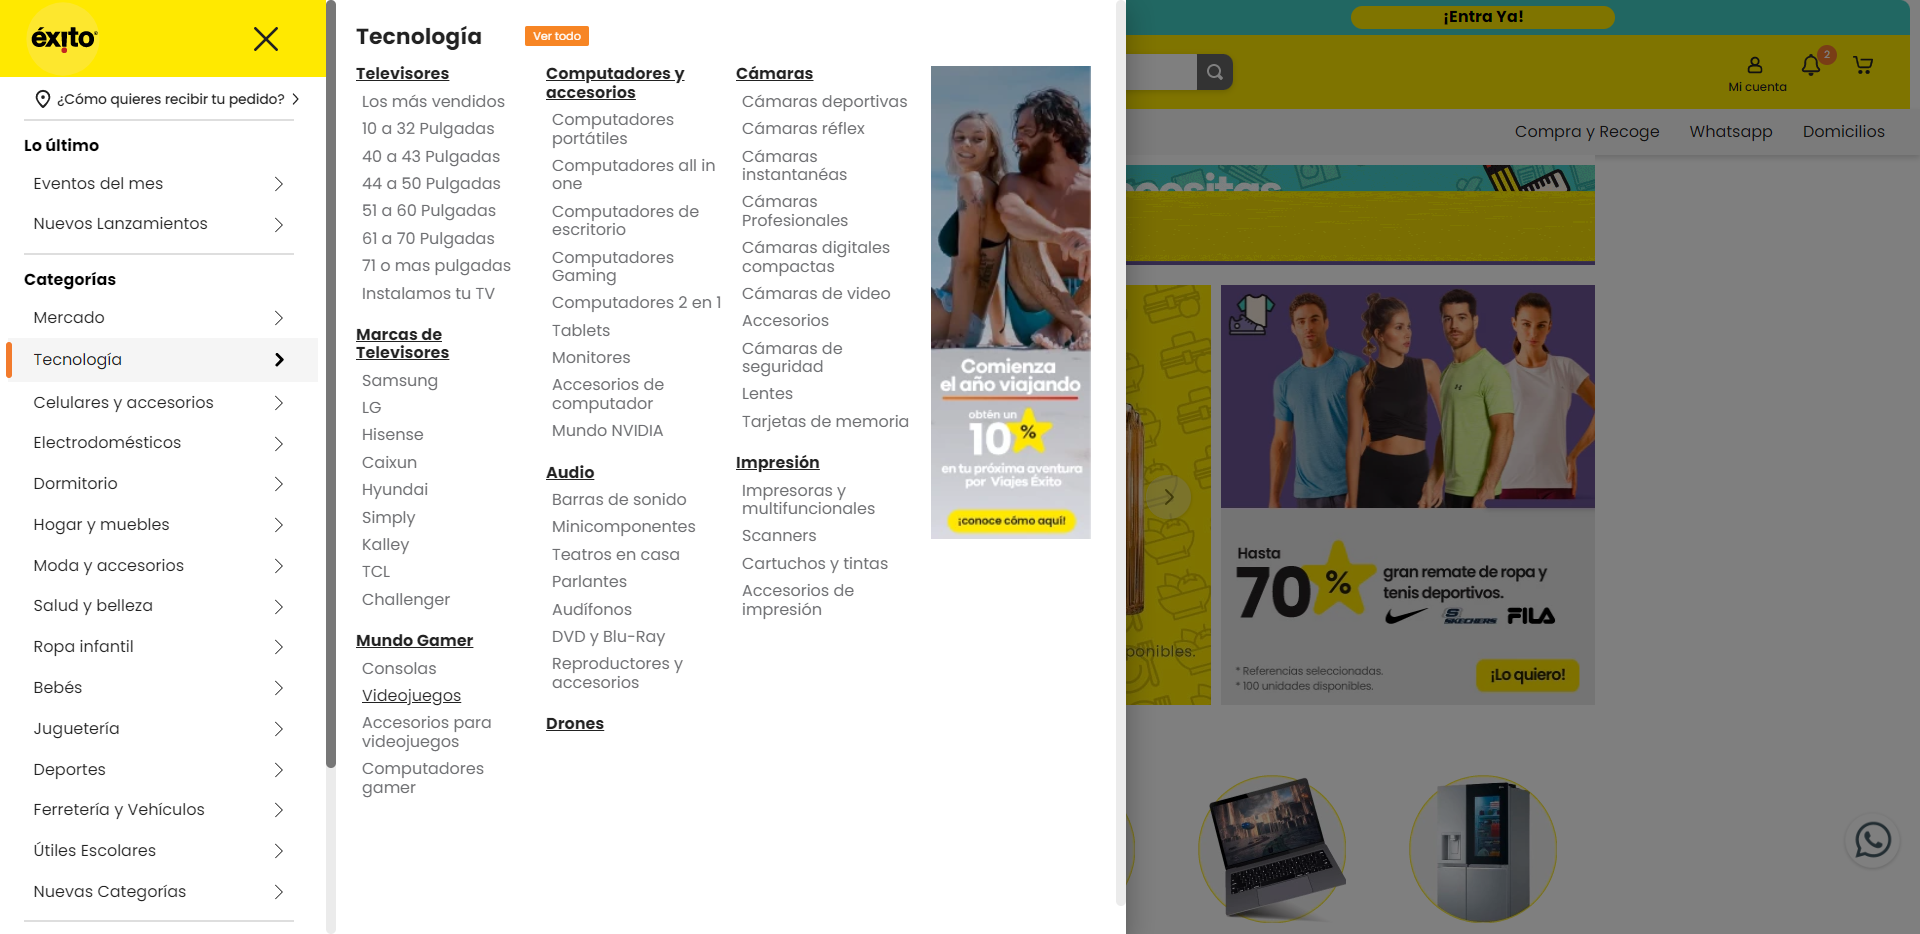 éxito
¿Cómo quieres recibir tu pedido?
Lo último
Eventos del mes
Nuevos Lanzamientos
Categorías
Mercado
Tecnología
Celulares y accesorios
Electrodomésticos
Dormitorio
Hogar y muebles
Moda y accesorios
Salud y belleza
Ropa infantil
Bebés
Juguetería
Deportes
Ferretería y Vehículos
Útiles Escolares
Nuevas Categorías
Tecnología
Ver todo
Televisores
Los más vendidos
10 a 32 Pulgadas
40 a 43 Pulgadas
44 a 50 Pulgadas
51 a 60 Pulgadas
61 a 70 Pulgadas
71 o mas pulgadas
Instalamos tu TV
Marcas de
Televisores
Samsung
LG
Hisense
Caixun
Hyundai
Simply
Kalley
TCL
Challenger
Mundo Gamer
Consolas
Videojuegos
Accesorios para
videojuegos
Computadores
gamer
Computadores y
accesorios
Computadores
portátiles
Computadores all in
one
Computadores de
escritorio
Computadores
Gaming
Computadores 2 en 1
Tablets
Monitores
Accesorios de
computador
Mundo NVIDIA
Audio
Barras de sonido
Minicomponentes
Teatros en casa
Parlantes
Audífonos
DVD y Blu-Ray
Reproductores y
accesorios
Drones
Cámaras
Cámaras deportivas
Cámaras réflex
Cámaras
instantanéas
Cámaras
Profesionales
Cámaras digitales
compactas
Cámaras de video
Accesorios
Cámaras de
seguridad
Lentes
Tarjetas de memoria
Impresión
Impresoras y
multifuncionales
Scanners
Cartuchos y tintas
Accesorios de
impresión
Comienza
el año viajando
obtén un
10 %
en tu próxima aventura
por Viajes Éxito
¡conoce cómo aquí!
¡Entra Ya!
Mi cuenta
2
Compra y Recoge
Whatsapp
Domicilios
ponibles.
Hasta
70 %
gran remate de ropa y
tenis deportivos.
SKECHERS
FILA
* Referencias seleccionadas.
* 100 unidades disponibles.
¡Lo quiero!